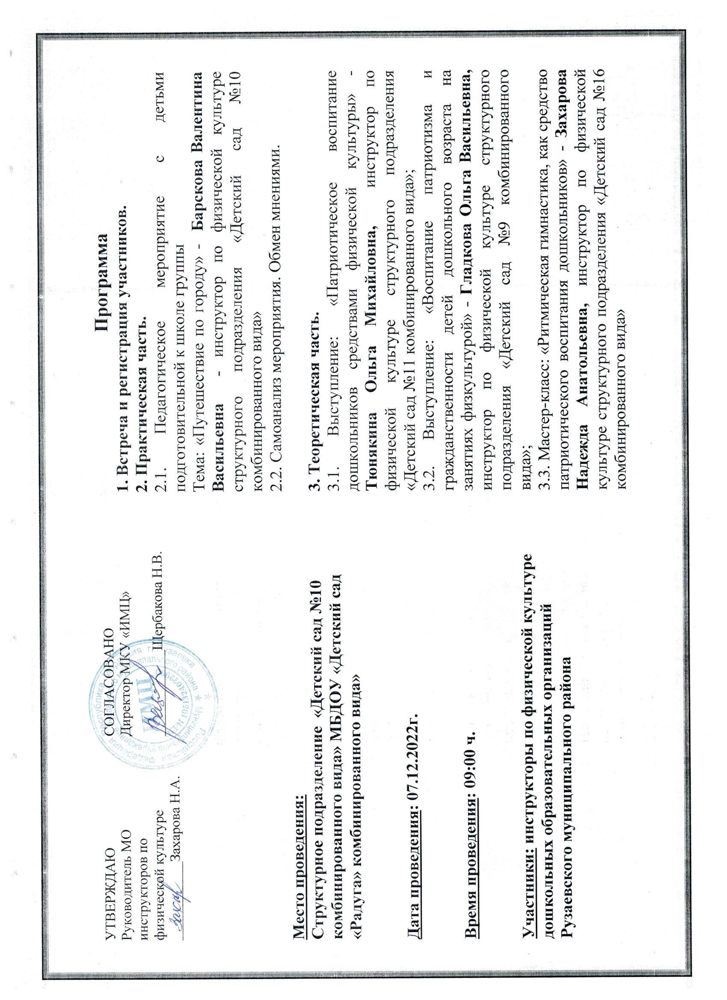 УТВЕРЖДАЮ
Руководитель МО
инструкторов по
физической культуре
Захар Захарова Н.А.
СОГЛАСОВАНО
Директор МКУ «ИМЦ»
Щербакова Н.В.
Российская Федерация Республика Мордовия г. Рузаевка
ИМЦ
Место проведения:
Структурное подразделение «Детский сад №10
комбинированного вида» МБДОУ «Детский сад
«Радуга» комбинированного вида»
Дата проведения: 07.12.2022г.
Время проведения: 09:00 ч.
Участники: инструкторы по физической культуре
дошкольных образовательных организаций
Рузаевского муниципального района
Программа
1. Встреча и регистрация участников.
2. Практическая часть.
2.1. Педагогическое мероприятие с детьми
подготовительной к школе группы
Тема: «Путешествие по городу» - Барскова Валентина
Васильевна - инструктор по физической культуре
структурного подразделения «Детский сад №10
комбинированного вида»
2.2. Самоанализ мероприятия. Обмен мнениями.
3. Теоретическая часть.
3.1. Выступление: «Патриотическое воспитание
дошкольников средствами физической культуры» -
Тюнякина Ольга Михайловна, инструктор по
физической культуре структурного подразделения
«Детский сад №11 комбинированного вида»;
3.2. Выступление: «Воспитание патриотизма и
гражданственности детей дошкольного возраста на
занятиях физкультурой» - Гладкова Ольга Васильевна,
инструктор по физической культуре структурного
подразделения «Детский сад №9 комбинированного
вида»;
3.3. Мастер-класс: «Ритмическая гимнастика, как средство
патриотического воспитания дошкольников» - Захарова
Надежда Анатольевна, инструктор по физической
культуре структурного подразделения «Детский сад №16
комбинированного вида»